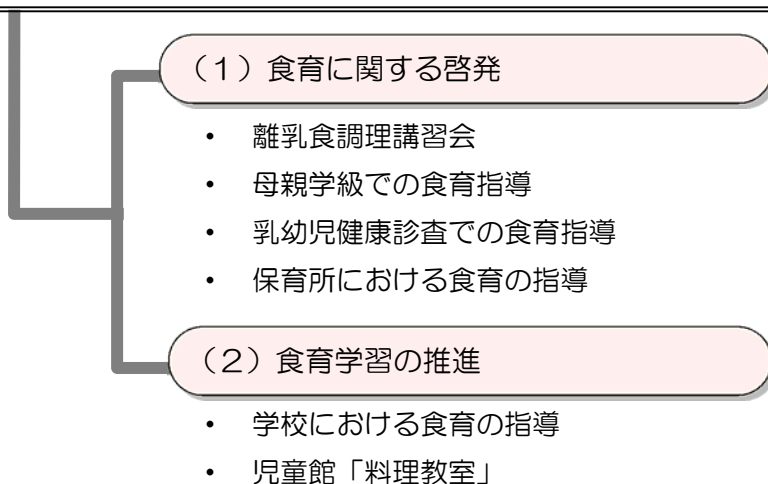 （1）食育に関する啓発
• 離乳食調理講習会
• 母親学級での食育指導
• 乳幼児健康診査での食育指導
• 保育所における食育の指導
（2）食育学習の推進
• 学校における食育の指導
• 児童館「料理教室」